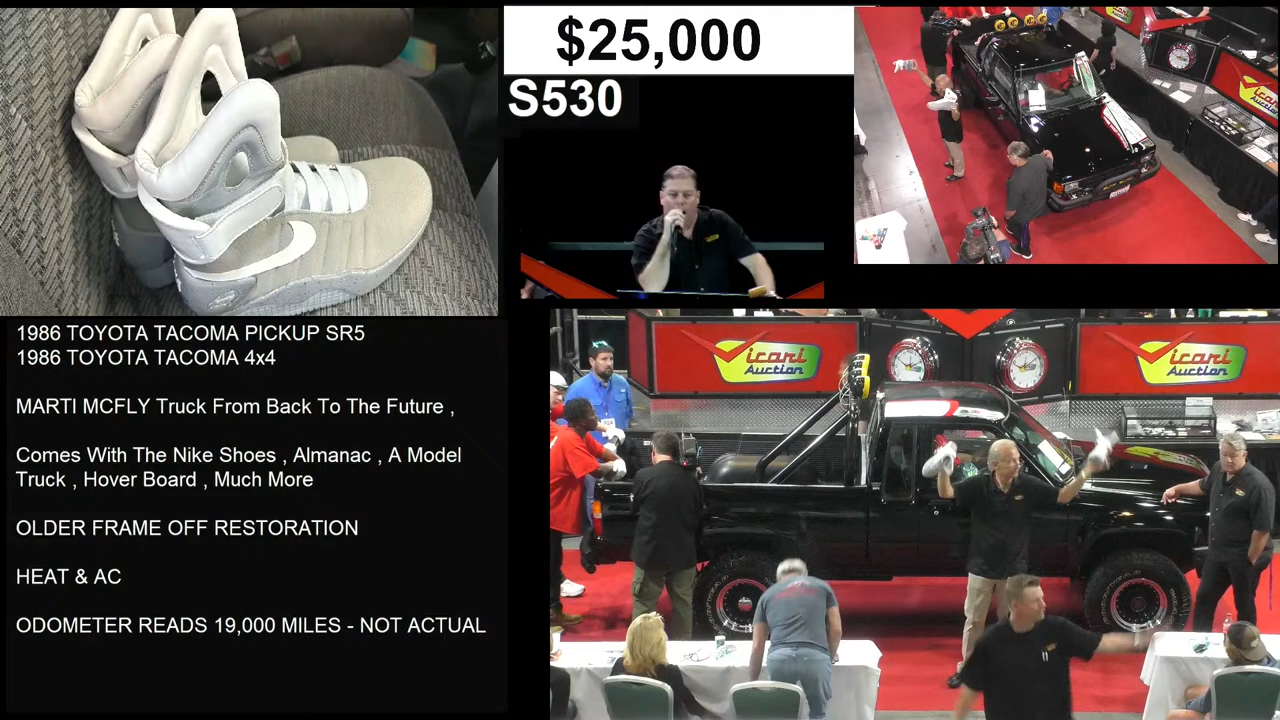 $25,000
S530
Vicari
Auction
1986 TOYOTA TACOMA PICKUP SR5
1986 TOYOTA TACOMA 4x4
MARTI MCFLY Truck From Back To The Future ,
Comes With The Nike Shoes , Almanac , A Model
Truck , Hover Board , Much More
OLDER FRAME OFF RESTORATION
HEAT & AC
ODOMETER READS 19,000 MILES - NOT ACTUAL
Vicari
Auction
Vicari
Auction